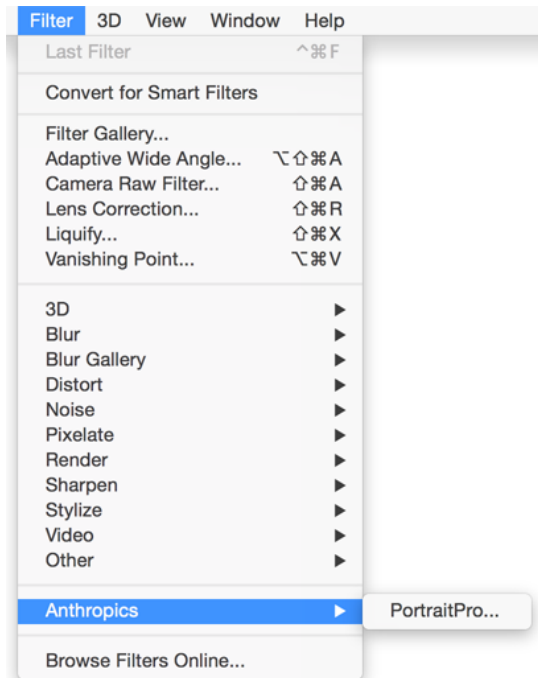 Filter 3D View Window Help
Last Filter ^⌘F
Convert for Smart Filters
Filter Gallery...
Adaptive Wide Angle... ⌥⇧⌘A
Camera Raw Filter... ⇧⌘A
Lens Correction... ⇧⌘R
Liquify... ⇧⌘X
Vanishing Point... ⌥⌘V
3D
Blur
Blur Gallery
Distort
Noise
Pixelate
Render
Sharpen
Stylize
Video
Other
Anthropics PortraitPro...
Browse Filters Online...